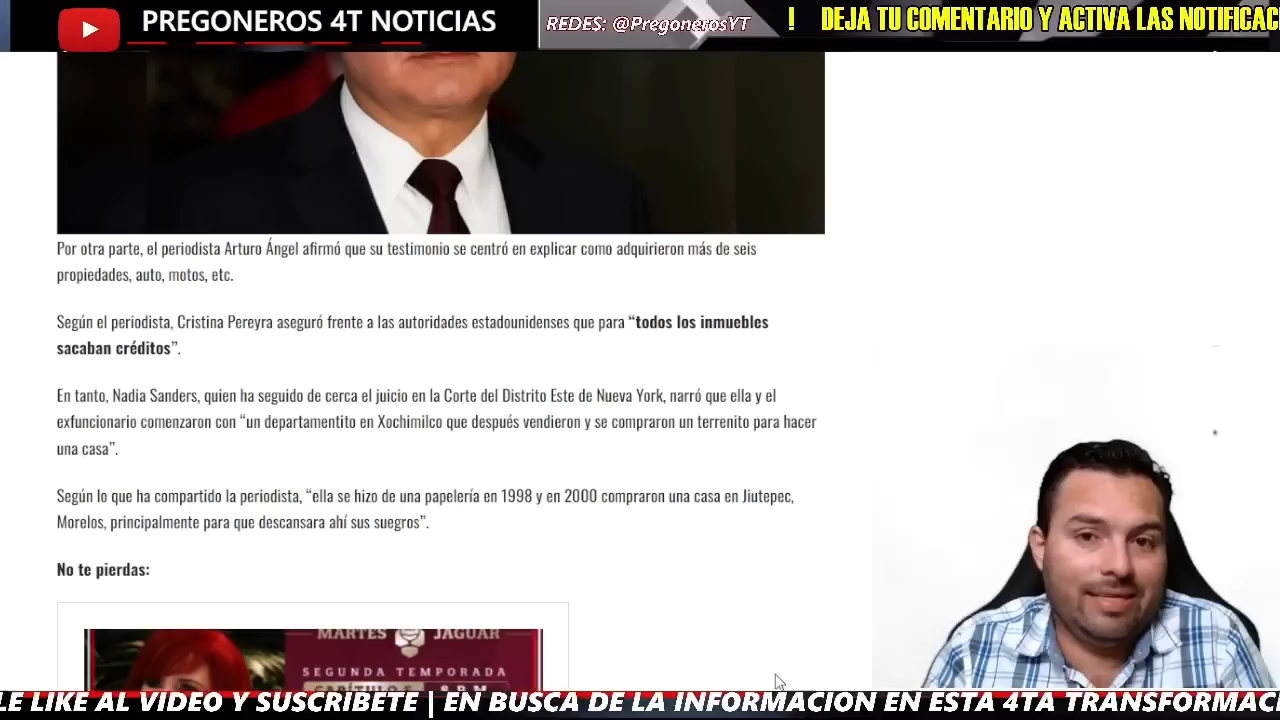 PREGONEROS 4T NOTICIAS
REDES: @PregonerosYT
! DEJA TU COMENTARIO Y ACTIVA LAS NOTIFICAC
Por otra parte, el periodista Arturo Ángel afirmó que su testimonio se centró en explicar como adquirieron más de seis
propiedades, auto, motos, etc.
Según el periodista, Cristina Pereyra aseguró frente a las autoridades estadounidenses que para “todos los inmuebles
sacaban créditos”.
En tanto, Nadia Sanders, quien ha seguido de cerca el juicio en la Corte del Distrito Este de Nueva York, narró que ella y el
exfuncionario comenzaron con “un departamentito en Xochimilco que después vendieron y se compraron un terrenito para hacer
una casa”.
Según lo que ha compartido la periodista, “ella se hizo de una papelería en 1998 y en 2000 compraron una casa en Jiutepec,
Morelos, principalmente para que descansara ahí sus suegros”.
No te pierdas:
MARTES JAGUAR
SEGUNDA TEMPORADA
LE LIKE AL VIDEO Y SUSCRIBETE | EN BUSCA DE LA INFORMACION EN ESTA 4TA TRANSFORMAC